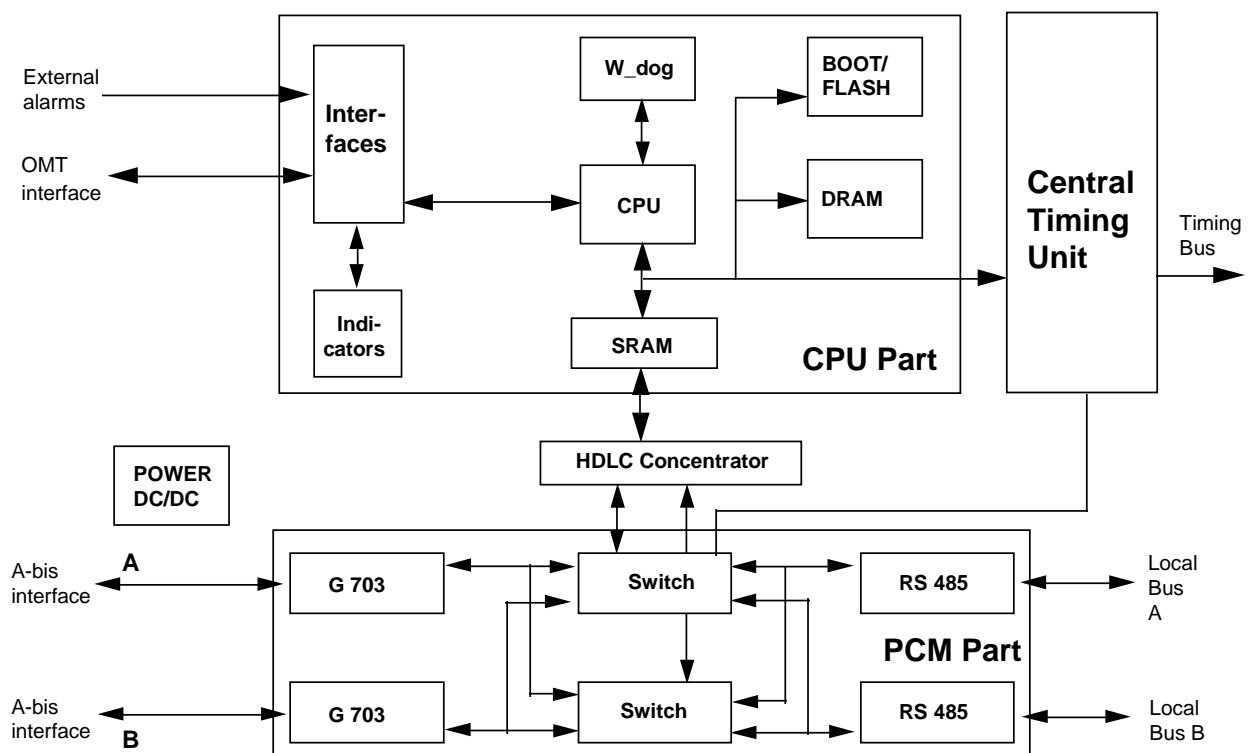 External
alarms
OMT
interface
Inter-
faces
Indi-
cators
W_dog
CPU
SRAM
BOOT/
FLASH
DRAM
CPU Part
Central
Timing
Unit
Timing
Bus
HDLC Concentrator
POWER
DC/DC
A-bis
interface
A
G 703
Switch
RS 485
Local
Bus
A
PCM Part
A-bis
interface
B
G 703
Switch
RS 485
Local
Bus B